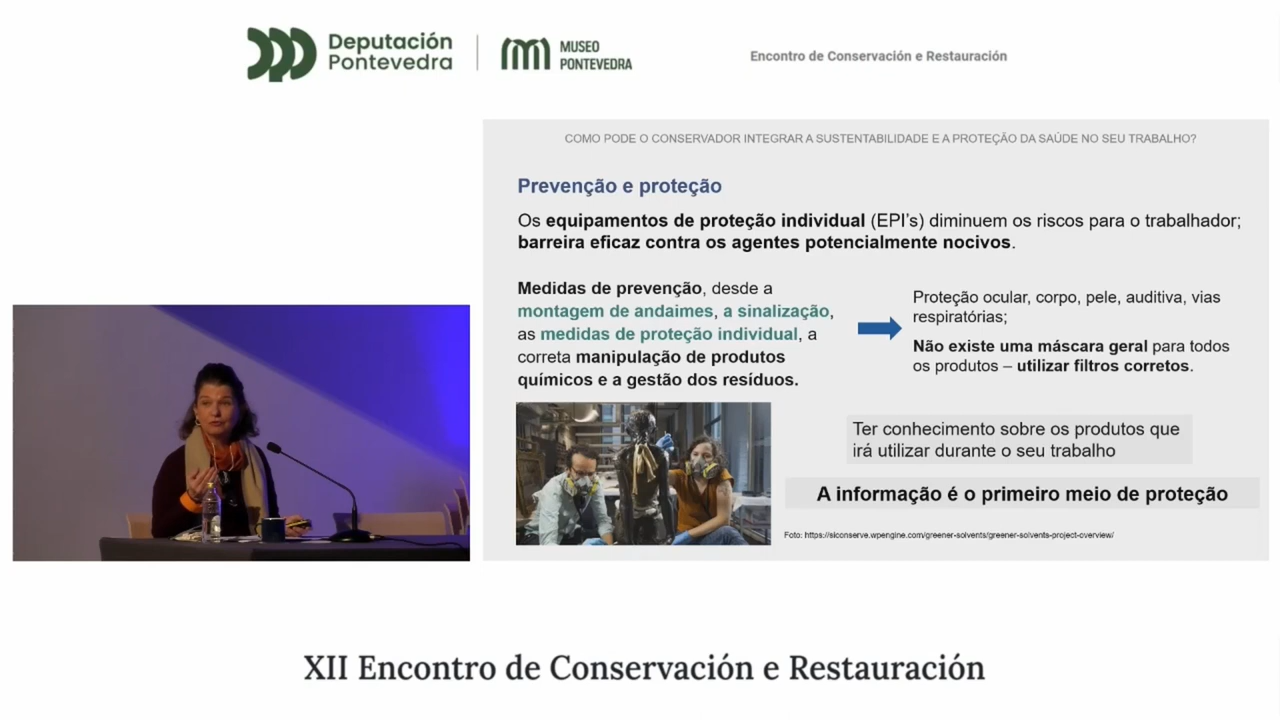 Deputación
Pontevedra
MUSEO
PONTEVEDRA
Encontro de Conservación e Restauración
COMO PODE O CONSERVADOR INTEGRAR A SUSTENTABILIDADE E A PROTEÇÃO DA SAÚDE NO SEU TRABALHO?
Prevenção e proteção
Os equipamentos de proteção individual (EPI's) diminuem os riscos para o trabalhador;
barreira eficaz contra os agentes potencialmente nocivos.
Medidas de prevenção, desde a
montagem de andaimes, a sinalização,
as medidas de proteção individual, a
correta manipulação de produtos
químicos e a gestão dos resíduos.
Proteção ocular, corpo, pele, auditiva, vias
respiratórias;
Não existe uma máscara geral para todos
os produtos – utilizar filtros corretos.
Ter conhecimento sobre os produtos que
irá utilizar durante o seu trabalho
A informação é o primeiro meio de proteção
Foto: https://siconserve.wpengine.com/greener-solvents/greener-solvents-project-overview/
XII Encontro de Conservación e Restauración